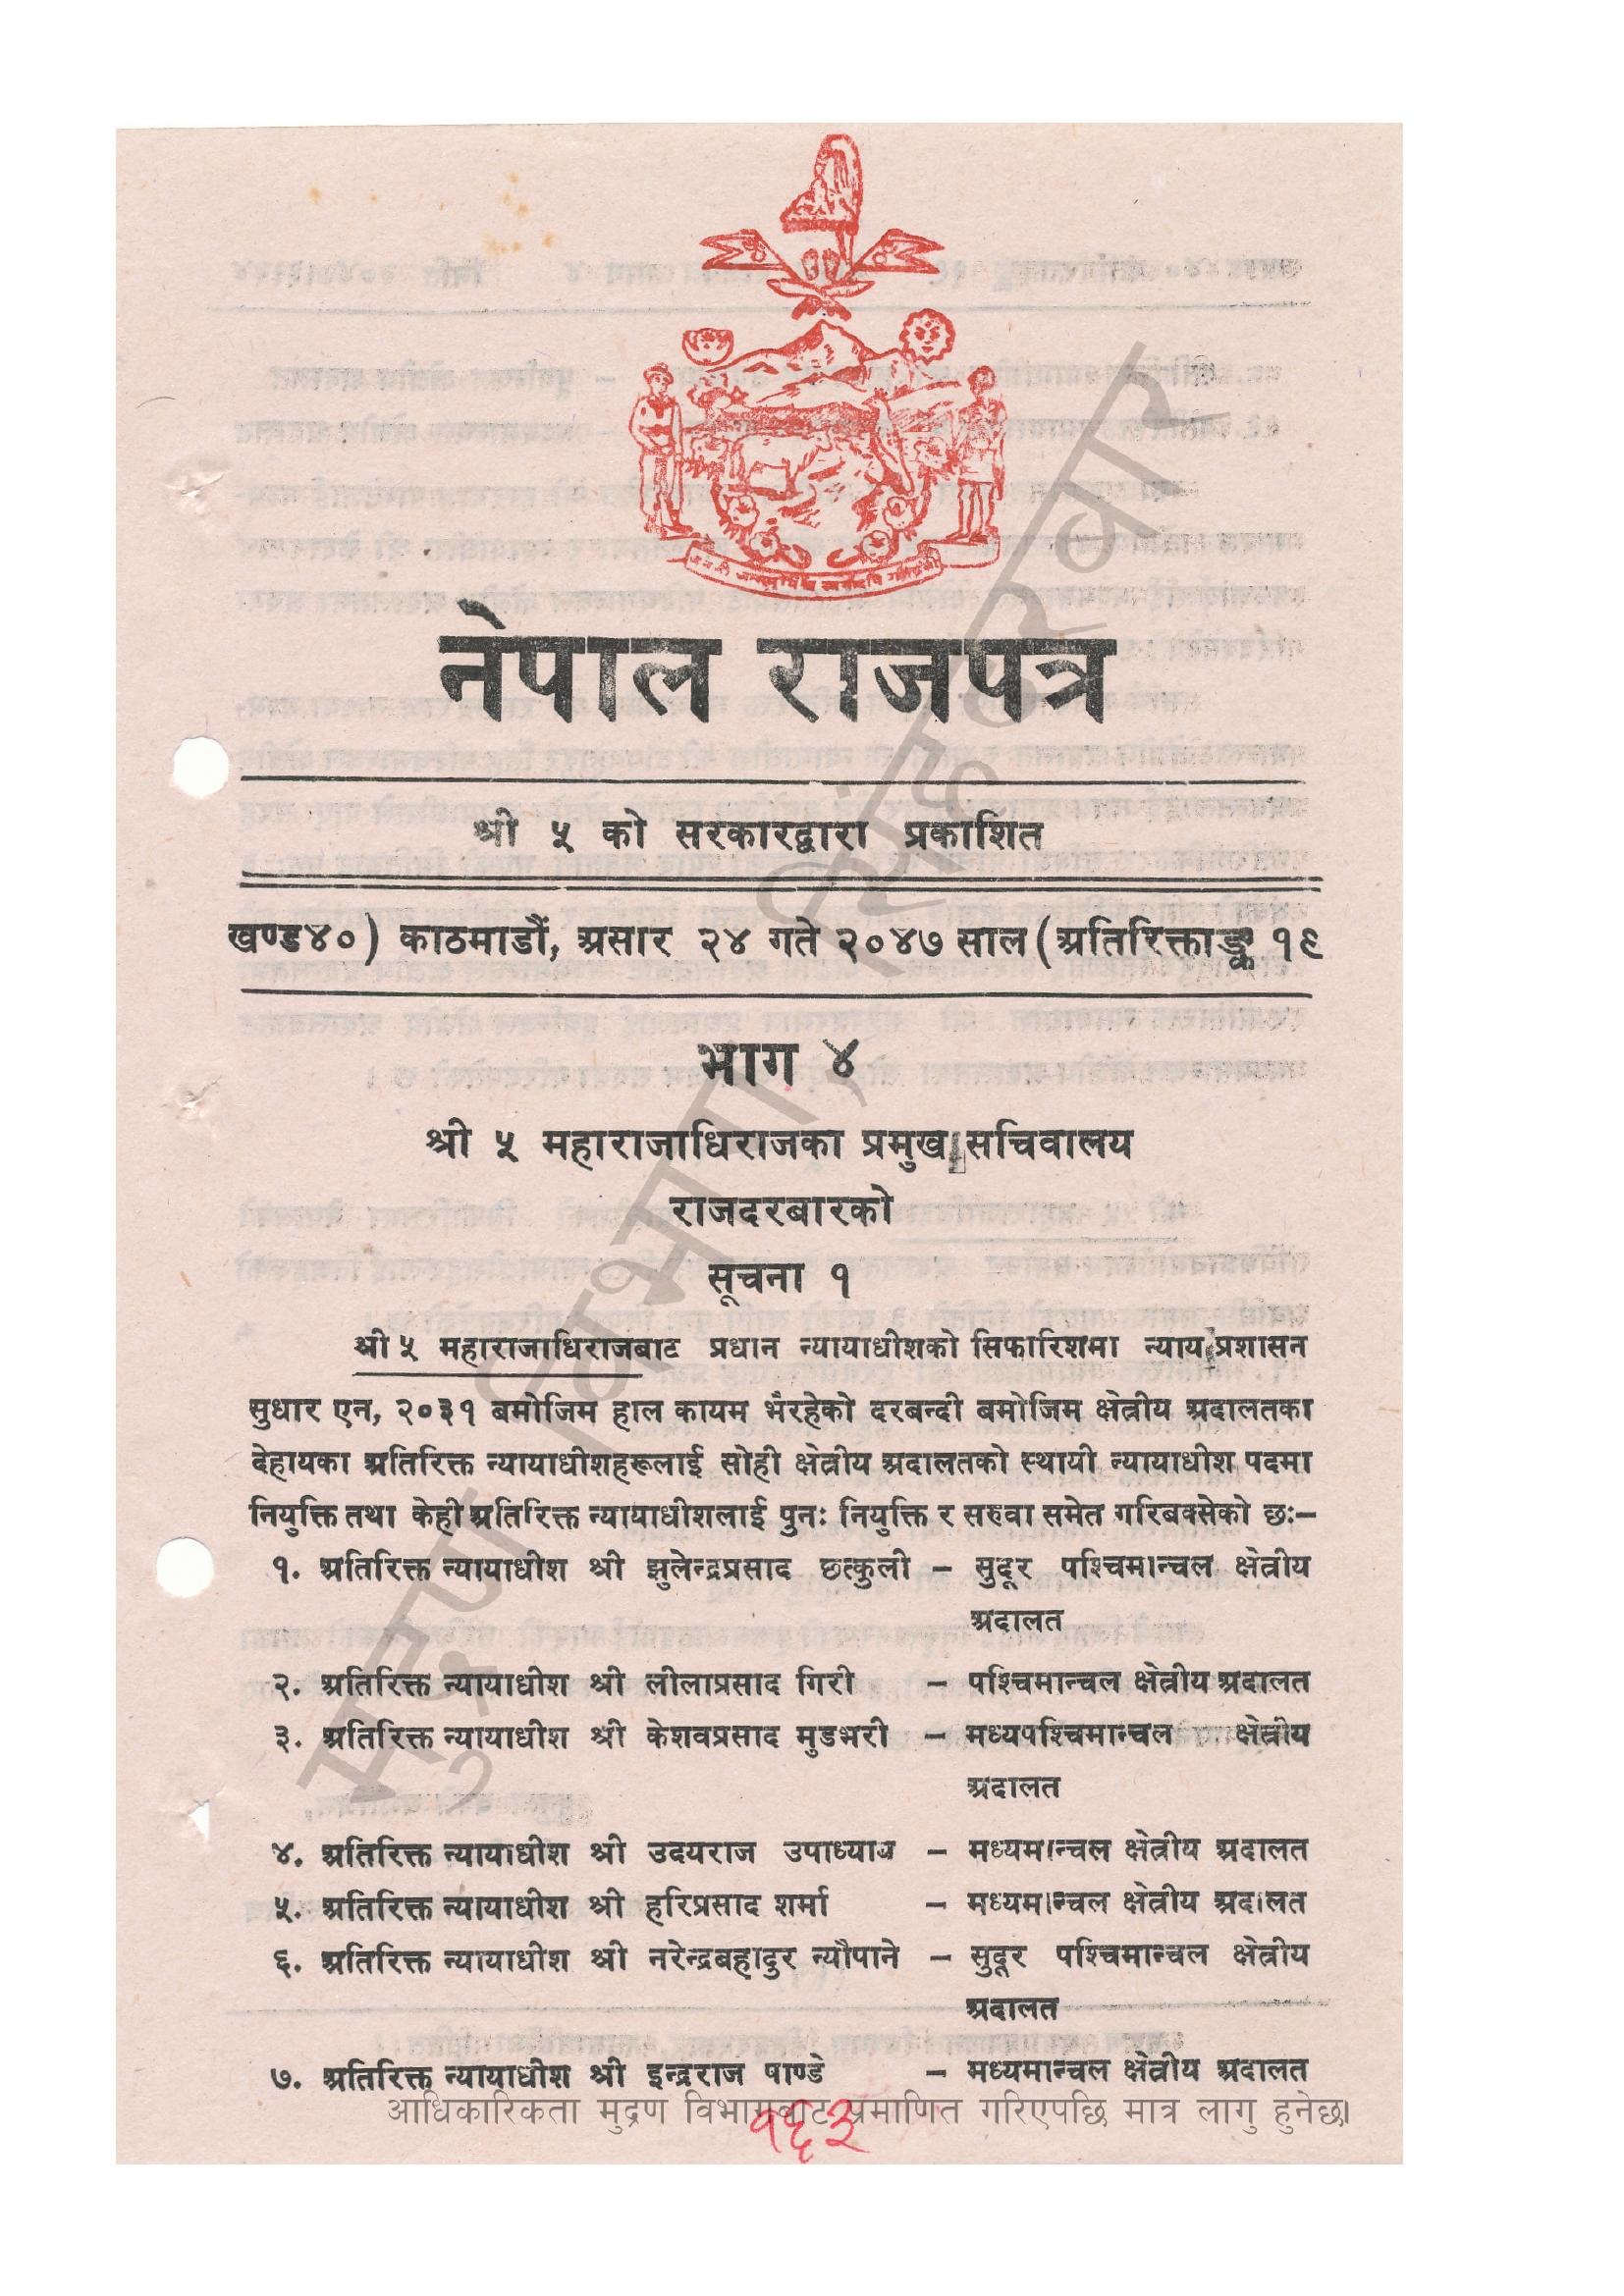 नेपाल राजपत्र
श्री ५ को सरकारद्वारा प्रकाशित
खण्ड४०) काठमाडौं, असार २४ गते २०४७ साल (अतिरिक्ताङ्क १९
भाग ४
श्री ५ महाराजाधिराजका प्रमुख सचिवालय
राजदरबारको
सूचना १
श्री ५ महाराजाधिराजबाट प्रधान न्यायाधीशको सिफारिशमा न्याय प्रशासन
सुधार एन, २०३१ बमोजिम हाल कायम भैरहेको दरबन्दी बमोजिम क्षेत्रीय अदालतका
देहायका अतिरिक्त न्यायाधीशहरूलाई सोही क्षेत्रीय अदालतको स्थायी न्यायाधीश पदमा
नियुक्ति तथा केही अतिरिक्त न्यायाधीशलाई पुनः नियुक्ति र सरुवा समेत गरिबक्सेको छः–
१. अतिरिक्त न्यायाधीश श्री झुलेन्द्रप्रसाद छत्कुली – सुदूर पश्चिमान्चल क्षेत्रीय
अदालत
२. अतिरिक्त न्यायाधीश श्री लीलाप्रसाद गिरी – पश्चिमान्चल क्षेत्रीय अदालत
३. अतिरिक्त न्यायाधीश श्री केशवप्रसाद मुडभरी – मध्यपश्चिमान्चल क्षेत्रीय
अदालत
४. अतिरिक्त न्यायाधीश श्री उदयराज उपाध्याय – मध्यमान्चल क्षेत्रीय अदालत
५. अतिरिक्त न्यायाधीश श्री हरिप्रसाद शर्मा – मध्यमान्चल क्षेत्रीय अदालत
६. अतिरिक्त न्यायाधीश श्री नरेन्द्रबहादुर न्यौपाने – सुदूर पश्चिमान्चल क्षेत्रीय
अदालत
७. अतिरिक्त न्यायाधीश श्री इन्द्रराज पाण्डे – मध्यमान्चल क्षेत्रीय अदालत
आधिकारिकता मुद्रण विभागबाट प्रमाणित गरिएपछि मात्र लागु हुनेछ।
१६३
मुद्रण विभाग, सिंहदरबार